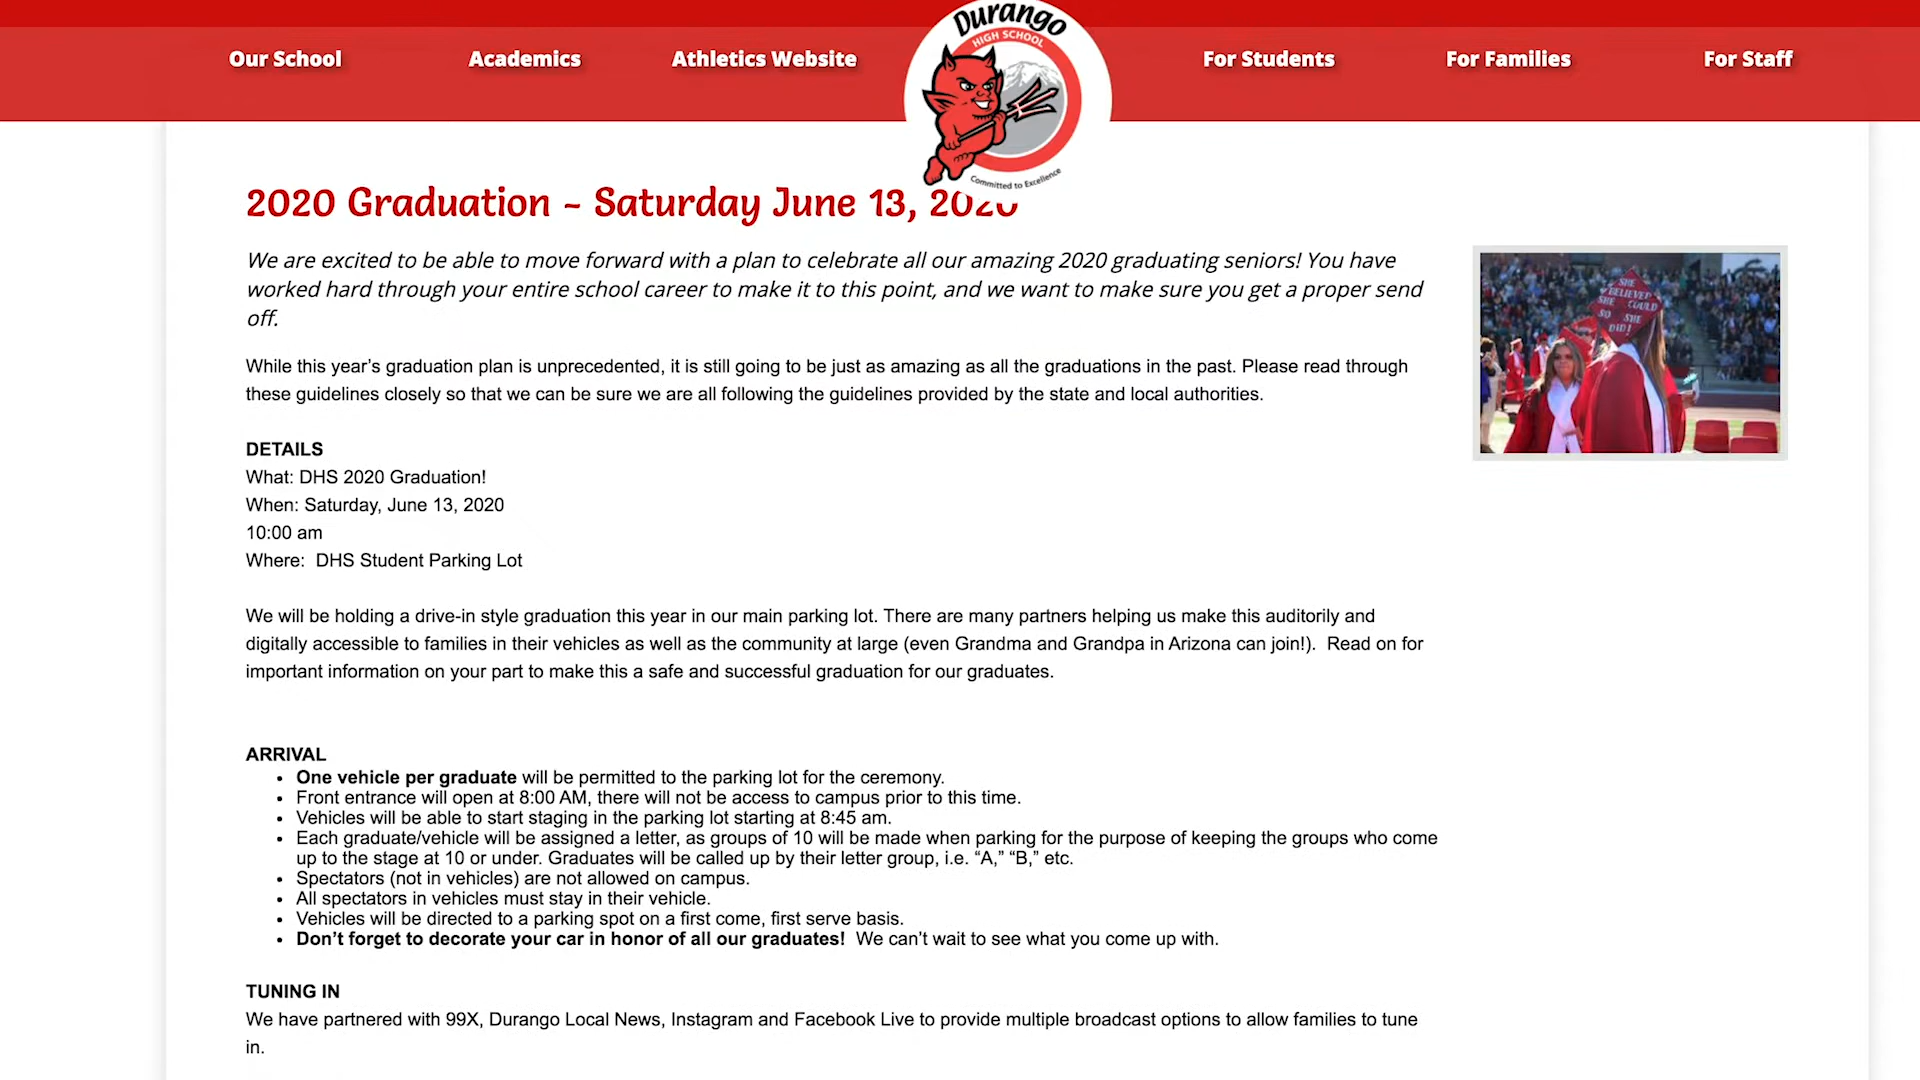 Our School
Academics
Athletics Website
Durango
HIGH SCHOOL
Committed to Excellence
For Students
For Families
For Staff
2020 Graduation ~ Saturday June 13, 2020
We are excited to be able to move forward with a plan to celebrate all our amazing 2020 graduating seniors! You have
worked hard through your entire school career to make it to this point, and we want to make sure you get a proper send
off.
SHE
BELIEVED
SHE COULD
SO SHE
DID!
While this year’s graduation plan is unprecedented, it is still going to be just as amazing as all the graduations in the past. Please read through
these guidelines closely so that we can be sure we are all following the guidelines provided by the state and local authorities.
DETAILS
What: DHS 2020 Graduation!
When: Saturday, June 13, 2020
10:00 am
Where:  DHS Student Parking Lot
We will be holding a drive-in style graduation this year in our main parking lot. There are many partners helping us make this auditorily and
digitally accessible to families in their vehicles as well as the community at large (even Grandma and Grandpa in Arizona can join!).  Read on for
important information on your part to make this a safe and successful graduation for our graduates.
ARRIVAL
• One vehicle per graduate will be permitted to the parking lot for the ceremony.
• Front entrance will open at 8:00 AM, there will not be access to campus prior to this time.
• Vehicles will be able to start staging in the parking lot starting at 8:45 am.
• Each graduate/vehicle will be assigned a letter, as groups of 10 will be made when parking for the purpose of keeping the groups who come
up to the stage at 10 or under. Graduates will be called up by their letter group, i.e. “A,” “B,” etc.
• Spectators (not in vehicles) are not allowed on campus.
• All spectators in vehicles must stay in their vehicle.
• Vehicles will be directed to a parking spot on a first come, first serve basis.
• Don’t forget to decorate your car in honor of all our graduates!  We can’t wait to see what you come up with.
TUNING IN
We have partnered with 99X, Durango Local News, Instagram and Facebook Live to provide multiple broadcast options to allow families to tune
in.